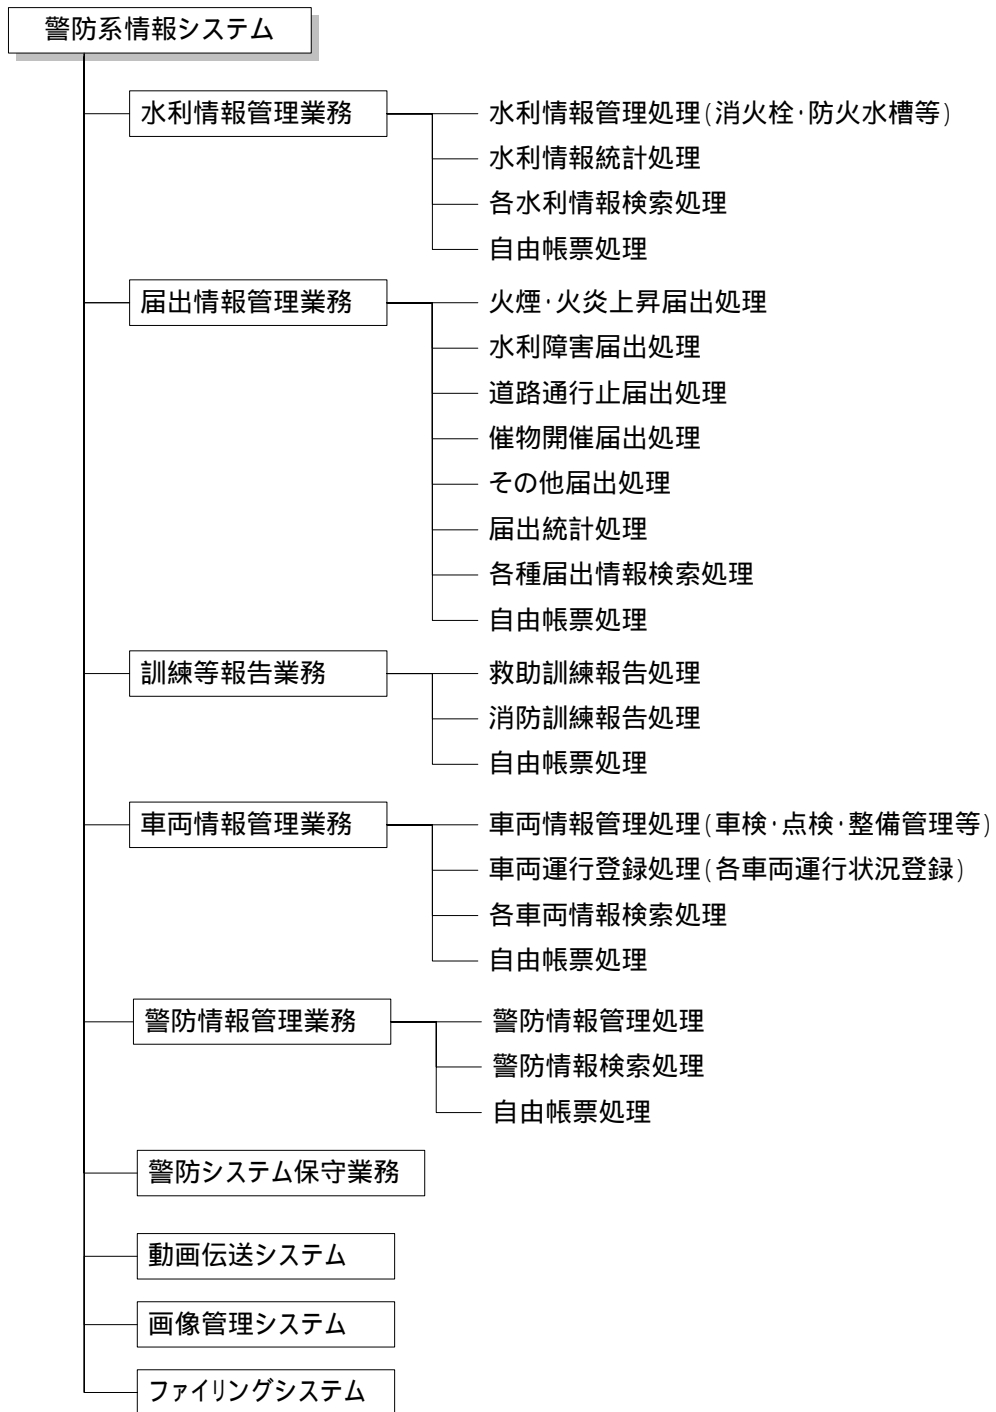 警防系情報システム
水利情報管理業務
水利情報管理処理(消火栓・防火水槽等)
水利情報統計処理
各水利情報検索処理
自由帳票処理
届出情報管理業務
火煙・火炎上昇届出処理
水利障害届出処理
道路通行止届出処理
催物開催届出処理
その他届出処理
届出統計処理
各種届出情報検索処理
自由帳票処理
訓練等報告業務
救助訓練報告処理
消防訓練報告処理
自由帳票処理
車両情報管理業務
車両情報管理処理(車検・点検・整備管理等)
車両運行登録処理(各車両運行状況登録)
各車両情報検索処理
自由帳票処理
警防情報管理業務
警防情報管理処理
警防情報検索処理
自由帳票処理
警防システム保守業務
動画伝送システム
画像管理システム
ファイリングシステム